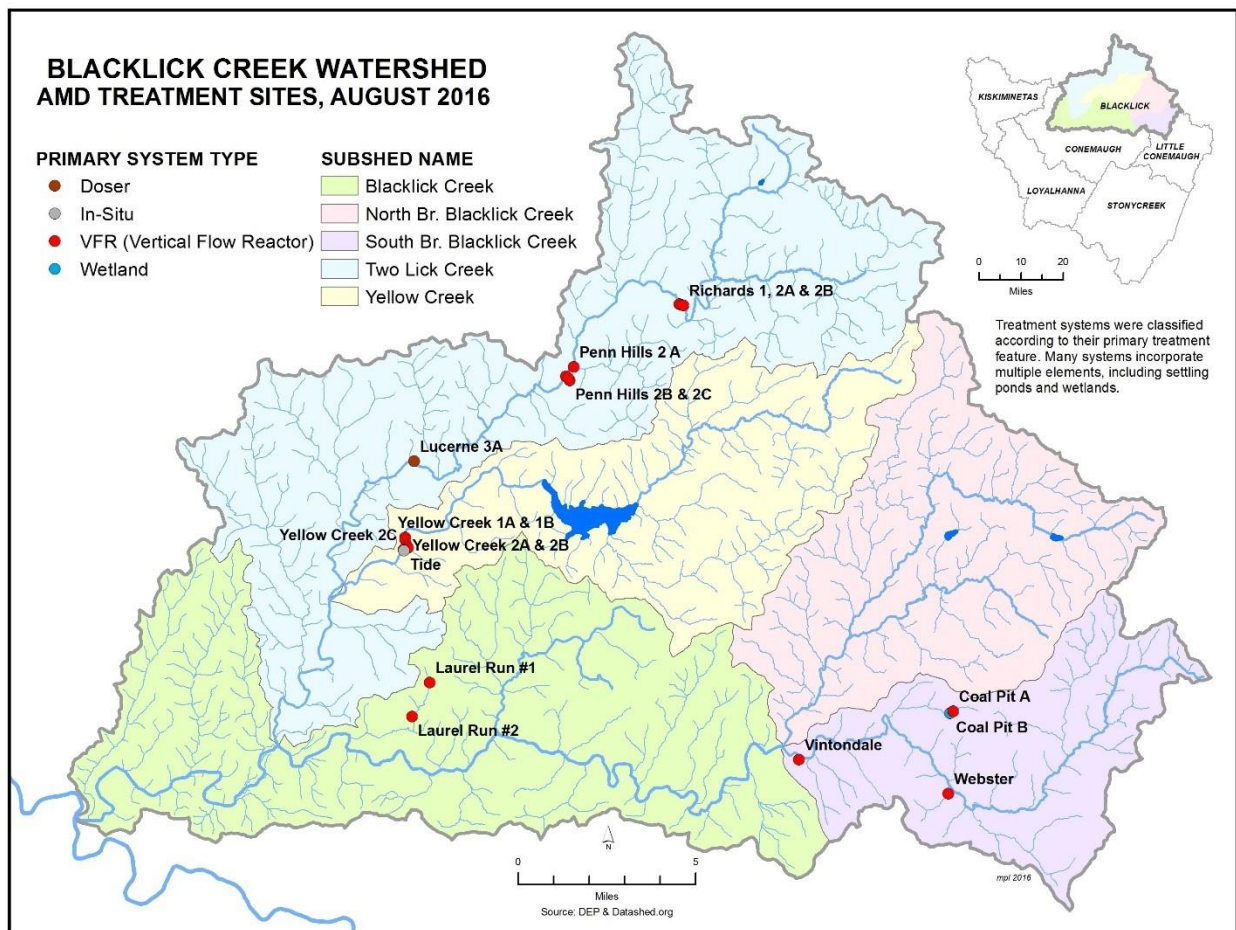 BLACKLICK CREEK WATERSHED
AMD TREATMENT SITES, AUGUST 2016
PRIMARY SYSTEM TYPE
Doser
In-Situ
VFR (Vertical Flow Reactor)
Wetland
SUBSHED NAME
Blacklick Creek
North Br. Blacklick Creek
South Br. Blacklick Creek
Two Lick Creek
Yellow Creek
KISKIMINETAS
BLACKLICK
CONEMAUGH
LITTLE
CONEMAUGH
LOYALHANNA
STONYCREEK
0 10 20
Miles
Treatment systems were classified
according to their primary treatment
feature. Many systems incorporate
multiple elements, including settling
ponds and wetlands.
Richards 1, 2A & 2B
Penn Hills 2 A
Penn Hills 2B & 2C
Lucerne 3A
Yellow Creek 1A & 1B
Yellow Creek 2C
Yellow Creek 2A & 2B
Tide
Laurel Run #1
Laurel Run #2
Coal Pit A
Coal Pit B
Vintondale
Webster
N
0 5
Miles
Source: DEP & Datashed.org
mpl 2016